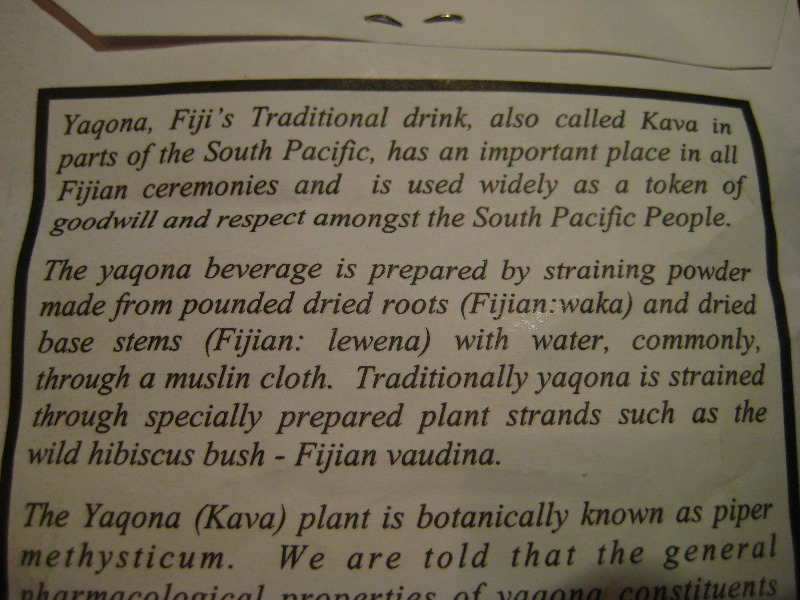 Yaqona, Fiji's Traditional drink, also called Kava in
parts of the South Pacific, has an important place in all
Fijian ceremonies and is used widely as a token of
goodwill and respect amongst the South Pacific People.
The yaqona beverage is prepared by straining powder
made from pounded dried roots (Fijian:waka) and dried
base stems (Fijian: lewena) with water, commonly,
through a muslin cloth. Traditionally yaqona is strained
through specially prepared plant strands such as the
wild hibiscus bush - Fijian vaudina.
The Yaqona (Kava) plant is botanically known as piper
methysticum. We are told that the general
pharmacological properties of yaqona constituents